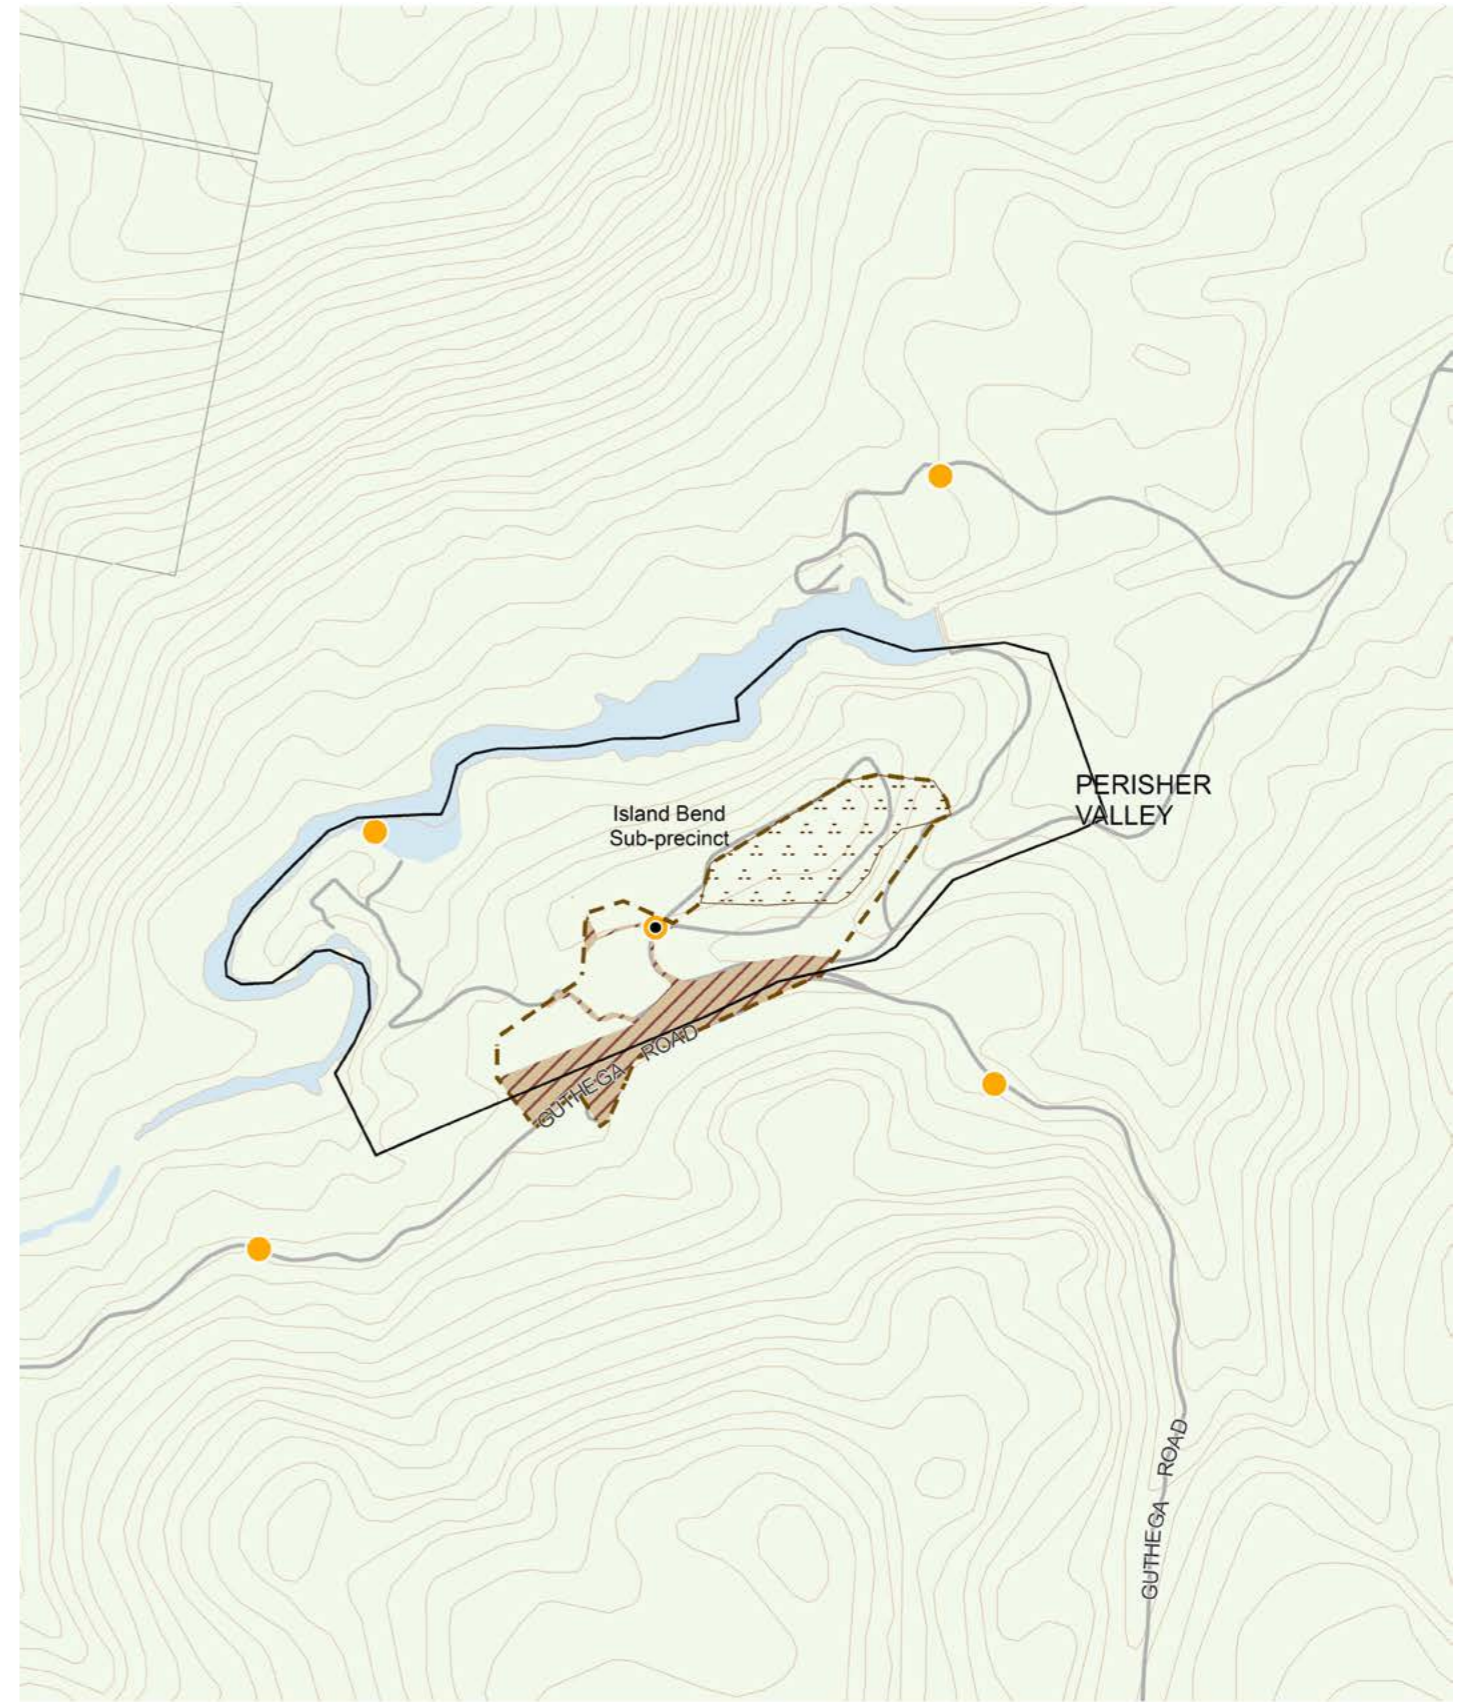 PERISHER
VALLEY
Island Bend
Sub-precinct
GUTHEGA ROAD
GUTHEGA ROAD